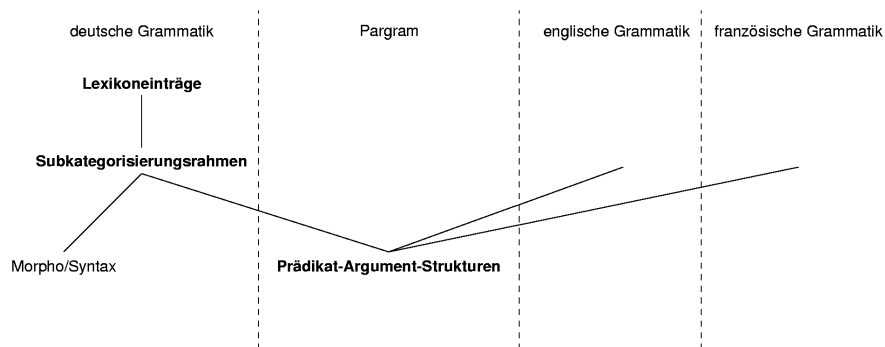 deutsche Grammatik
Pargram
englische Grammatik
französische Grammatik
Lexikoneinträge
Subkategorisierungsrahmen
Morpho/Syntax
Prädikat-Argument-Strukturen